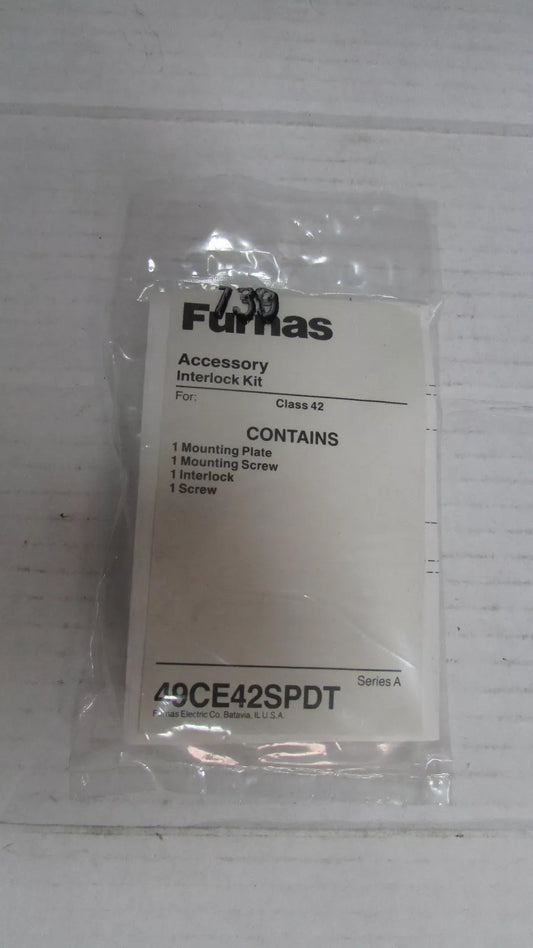 739
Furnas
Accessory
Interlock Kit
For: Class 42
CONTAINS
1 Mounting Plate
1 Mounting Screw
1 Interlock
1 Screw
Series A
49CE42SPDT
Furnas Electric Co. Batavia, IL U.S.A.